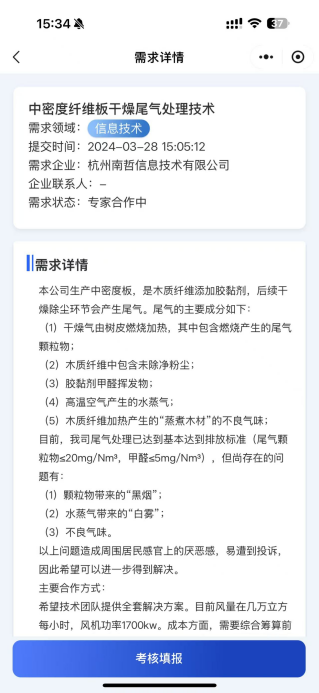 15:34
37
需求详情
中密度纤维板干燥尾气处理技术
需求领域： 信息技术
提交时间：2024-03-28 15:05:12
需求企业：杭州南哲信息技术有限公司
企业联系人：-
需求状态：专家合作中
需求详情
本公司生产中密度板，是木质纤维添加胶黏剂，后续干
燥除尘环节会产生尾气。尾气的主要成分如下：
（1）干燥气由树皮燃烧加热，其中包含燃烧产生的尾气
颗粒物；
（2）木质纤维中包含未除净粉尘；
（3）胶黏剂甲醛挥发物；
（4）高温空气产生的水蒸气；
（5）木质纤维加热产生的“蒸煮木材”的不良气味；
目前，我司尾气处理已达到基本达到排放标准（尾气颗
粒物≤20mg/Nm³，甲醛≤5mg/Nm³），但尚存在的问
题有：
（1）颗粒物带来的“黑烟”；
（2）水蒸气带来的“白雾”；
（3）不良气味。
以上问题造成周围居民感官上的厌恶感，易遭到投诉，
因此希望可以进一步得到解决。
主要合作方式：
希望技术团队提供全套解决方案。目前风量在几万立方
每小时，风机功率1700kw。成本方面，需要综合筹算前
考核填报